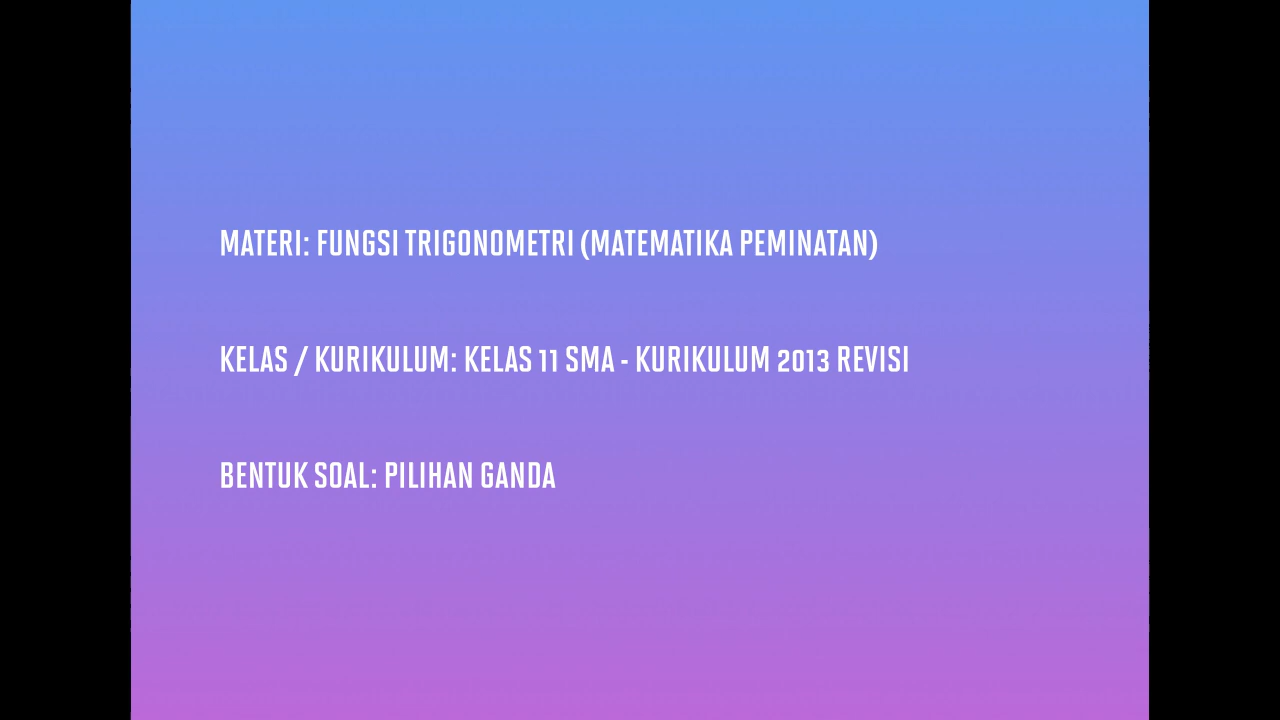 MATERI: FUNGSI TRIGONOMETRI (MATEMATIKA PEMINATAN)
KELAS / KURIKULUM: KELAS 11 SMA - KURIKULUM 2013 REVISI
BENTUK SOAL: PILIHAN GANDA